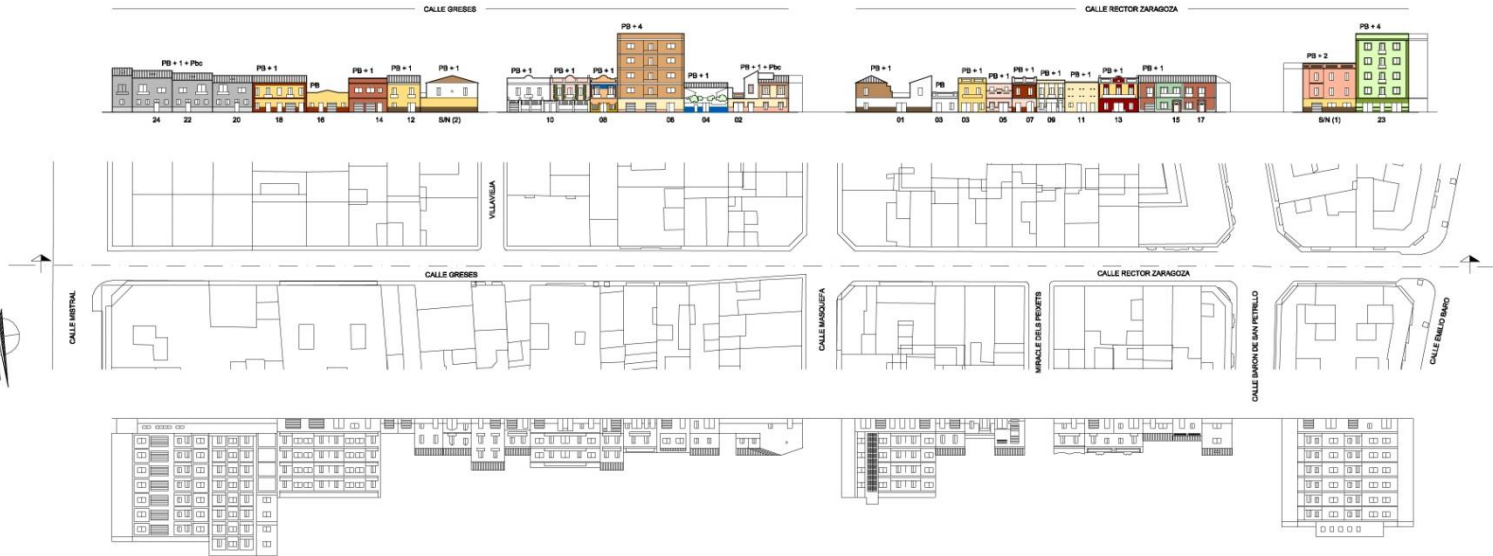 CALLE GRESES
CALLE RECTOR ZARAGOZA
PB + 1 + Pbc
PB + 1
PB
PB + 1
PB + 1
PB + 1
PB + 1
PB + 1
PB + 1
PB + 4
PB + 1
PB + 1 + Pbc
PB + 1
PB
PB + 1
PB + 1
PB + 1
PB + 1
PB + 1
PB + 1
PB + 1
PB + 2
PB + 4
24
22
20
18
16
14
12
S/N (2)
10
08
06
04
02
01
03
03
05
07
09
11
13
15
17
S/N (1)
23
VILLAVIEJA
CALLE GRESES
CALLE RECTOR ZARAGOZA
CALLE MISTRAL
CALLE MASQUEFA
MIRACLE DELS PEIXETS
CALLE BARON DE SAN PETRILLO
CALLE EMILIO BARO